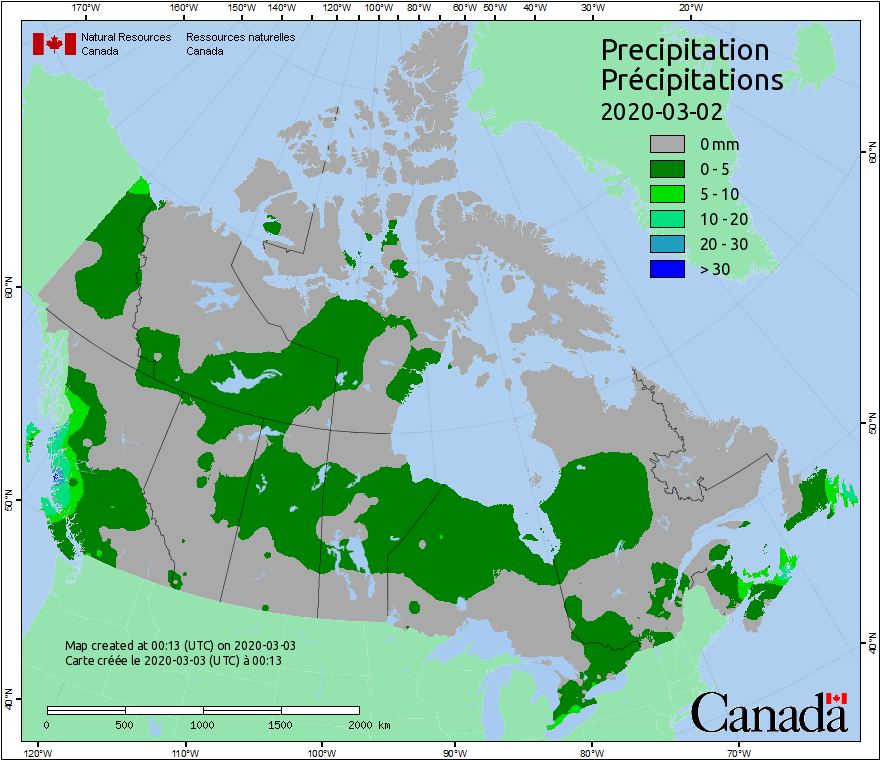 170°W 160°W 150°W 140°W 130°W 120°W 110°W 100°W 90°W 80°W 60°W 50°W 40°W 30°W 20°W
Natural Resources Canada
Ressources naturelles Canada
Precipitation
Précipitations
2020-03-02
0 mm
0 - 5
5 - 10
10 - 20
20 - 30
> 30
60°N
60°N
50°N
50°N
40°N
40°N
Map created at 00:13 (UTC) on 2020-03-03
Carte créée le 2020-03-03 (UTC) à 00:13
0 500 1000 1500 2000 km
Canada
120°W 110°W 100°W 90°W 80°W 70°W